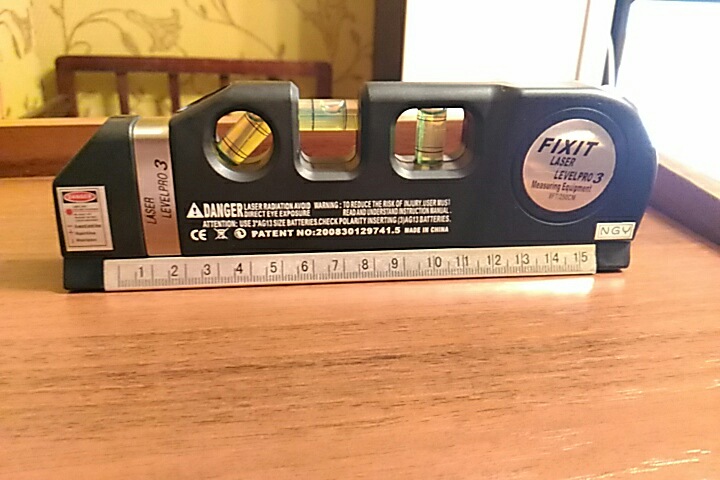 FIXIT
LASER
LEVELPRO 3
Measuring Equipment
8FT/250CM
LASER
LEVELPRO 3
DANGER
DANGER LASER RADIATION AVOID DIRECT EYE EXPOSURE
WARNING : TO REDUCE THE RISK OF INJURY, USER MUST READ AND UNDERSTAND INSTRUCTION MANUAL.
ATTENTION: USE 3*AG13 SIZE BATTERIES.CHECK POLARITY INSERTING (3)AG13 BATTERIES.
CE PATENT NO:200830129741.5 MADE IN CHINA
NGY
1 2 3 4 5 6 7 8 9 10 11 12 13 14 15